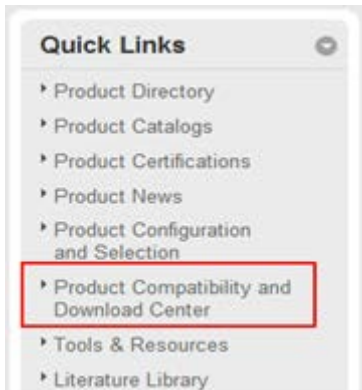 Quick Links
Product Directory
Product Catalogs
Product Certifications
Product News
Product Configuration
and Selection
Product Compatibility and
Download Center
Tools & Resources
Literature Library